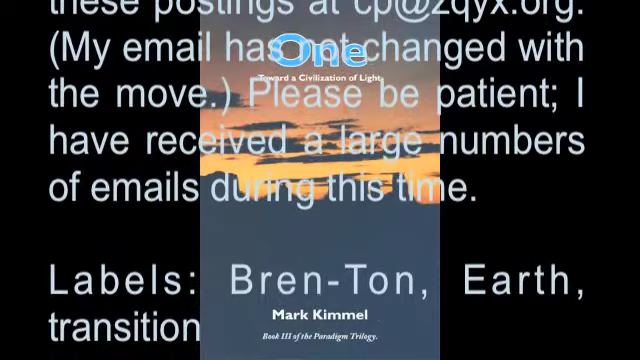 these postings at cp@zqyx.org.
(My email has not changed with
the move.) Please be patient; I
have received a large numbers
of emails during this time.
Labels: Bren-Ton, Earth,
transition
One
Toward a Civilization of Light
Mark Kimmel
Book III of the Paradigm Trilogy.